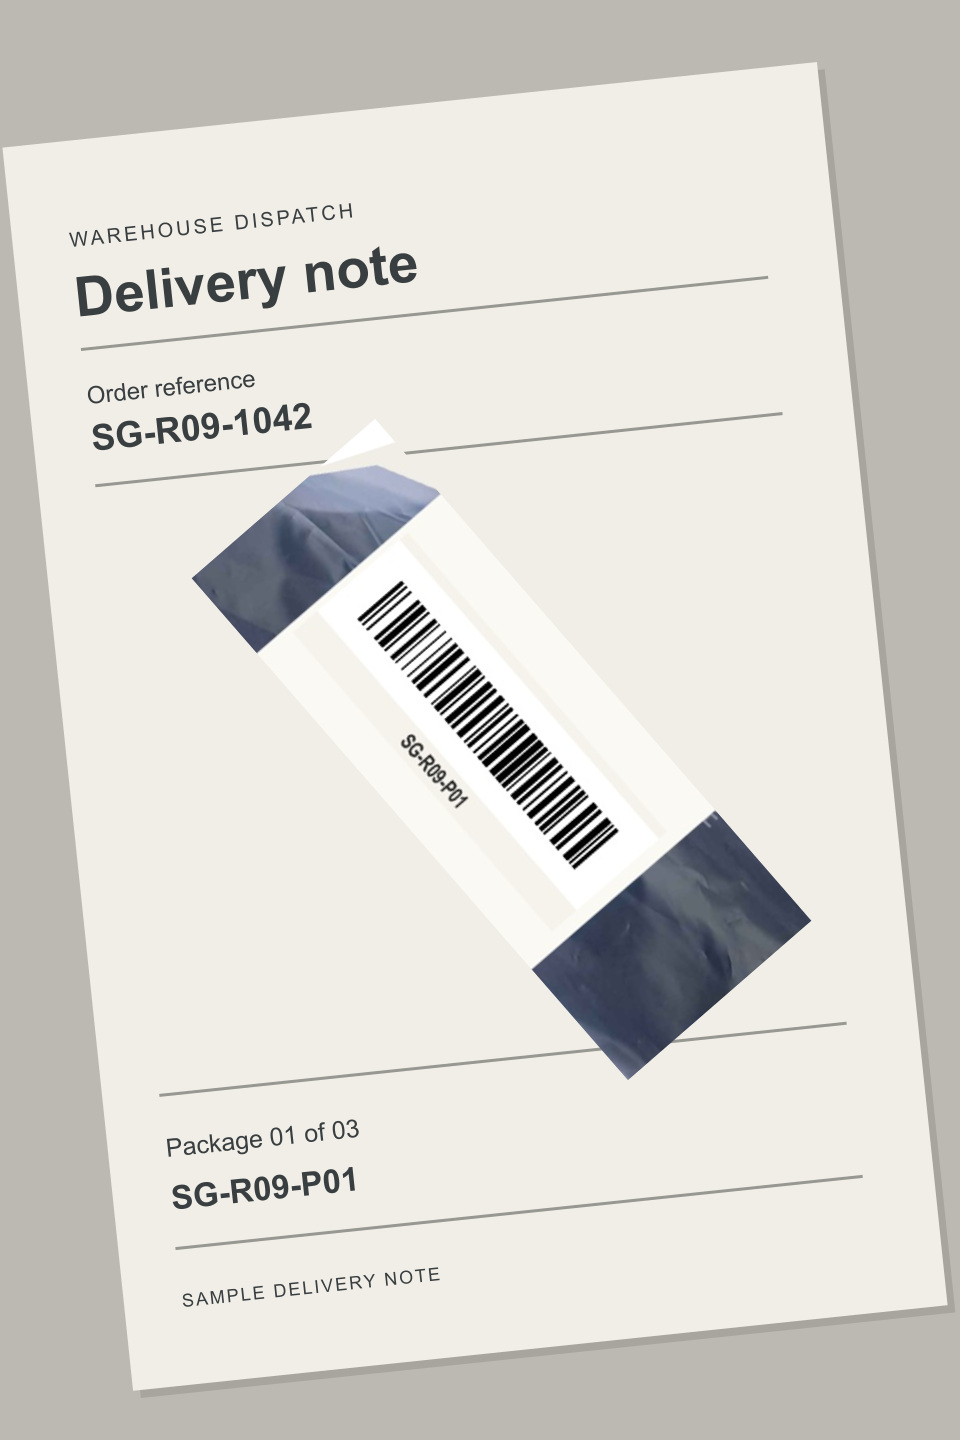 WAREHOUSE DISPATCH
Delivery note
Order reference
SG-R09-1042
SG-R09-P01
Package 01 of 03
SG-R09-P01
SAMPLE DELIVERY NOTE